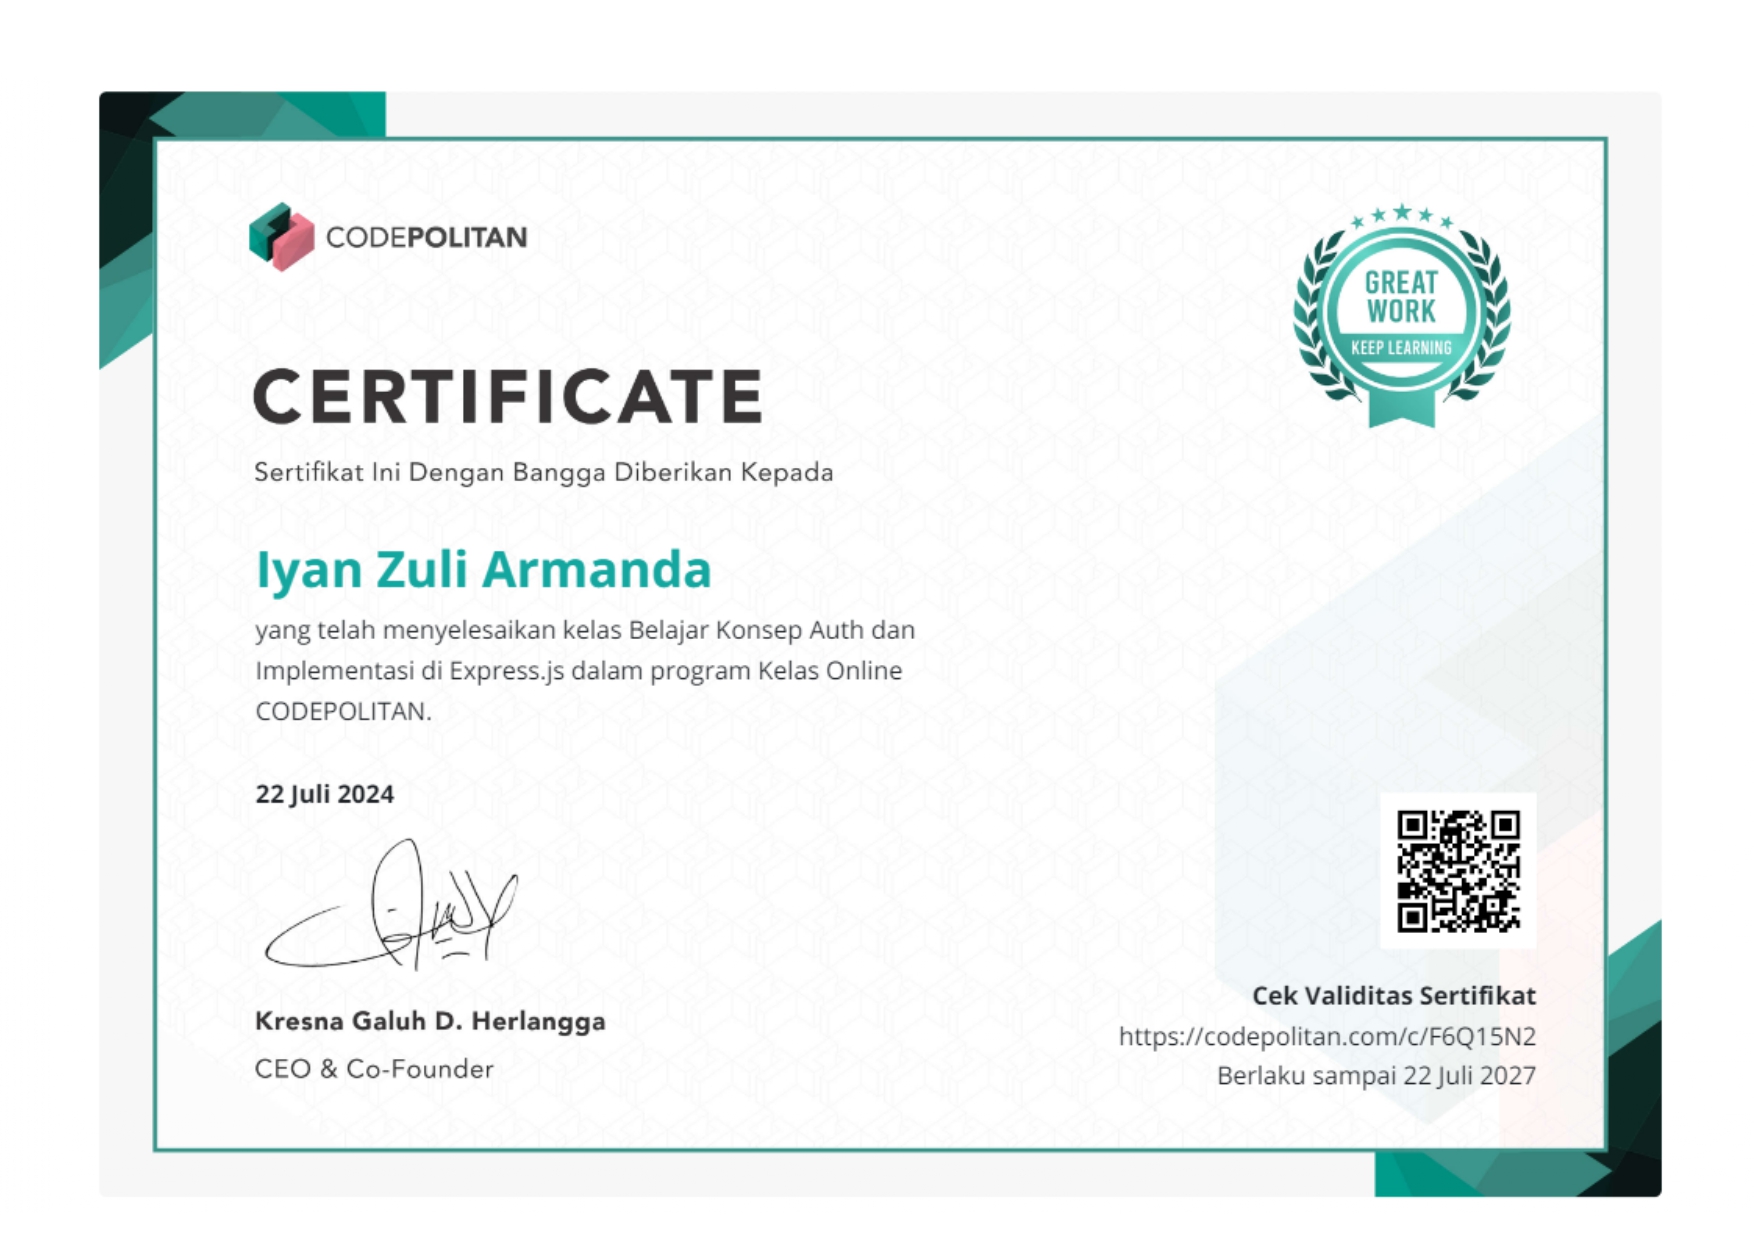 CODEPOLITAN
GREAT
WORK
KEEP LEARNING
CERTIFICATE
Sertifikat Ini Dengan Bangga Diberikan Kepada
Iyan Zuli Armanda
yang telah menyelesaikan kelas Belajar Konsep Auth dan
Implementasi di Express.js dalam program Kelas Online
CODEPOLITAN.
22 Juli 2024
Kresna Galuh D. Herlangga
CEO & Co-Founder
Cek Validitas Sertifikat
https://codepolitan.com/c/F6Q15N2
Berlaku sampai 22 Juli 2027